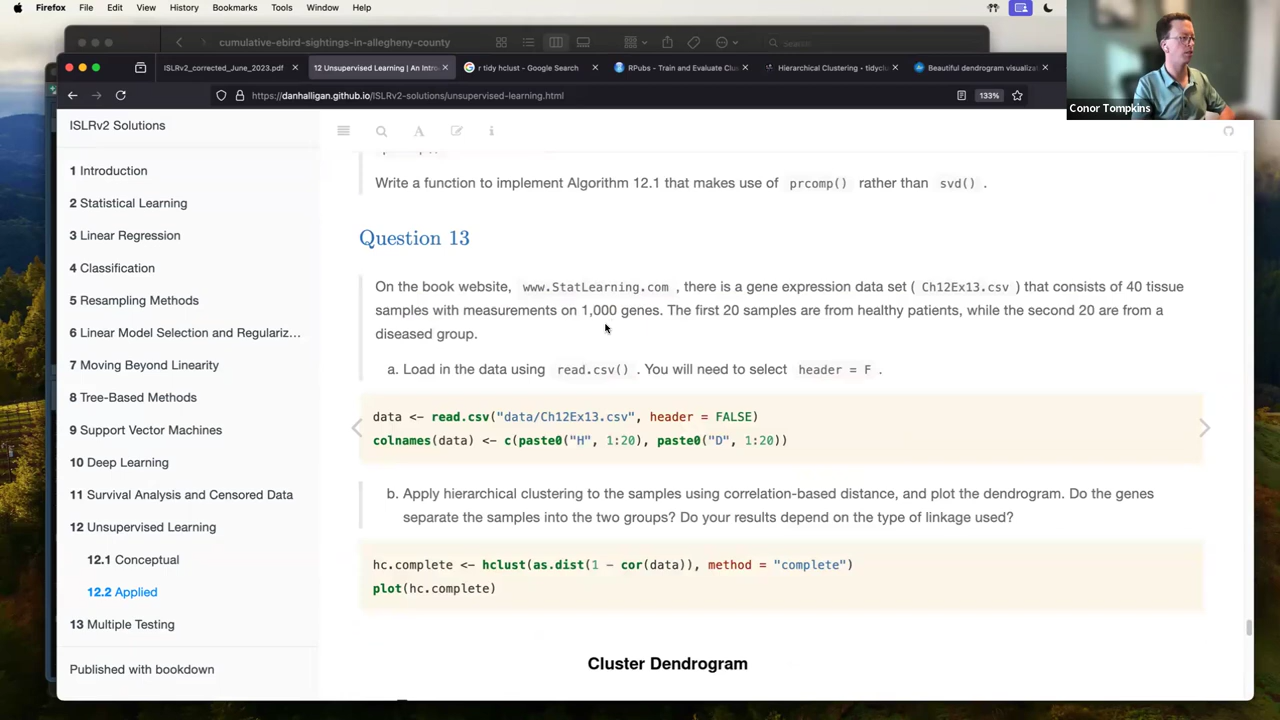 Firefox File Edit View History Bookmarks Tools Window Help
cumulative-ebird-sightings-in-allegheny-county
Search
ISLRv2_corrected_June_2023.pdf
12 Unsupervised Learning | An Intro
r tidy hclust - Google Search
RPubs - Train and Evaluate Clu
Hierarchical Clustering - tidyclu
Beautiful dendrogram visualizat
https://danhalligan.github.io/ISLRv2-solutions/unsupervised-learning.html
133%
Conor Tompkins
ISLRv2 Solutions
1 Introduction
2 Statistical Learning
3 Linear Regression
4 Classification
5 Resampling Methods
6 Linear Model Selection and Regulariz...
7 Moving Beyond Linearity
8 Tree-Based Methods
9 Support Vector Machines
10 Deep Learning
11 Survival Analysis and Censored Data
12 Unsupervised Learning
12.1 Conceptual
12.2 Applied
13 Multiple Testing
Published with bookdown
Write a function to implement Algorithm 12.1 that makes use of prcomp() rather than svd() .
Question 13
On the book website, www.StatLearning.com , there is a gene expression data set ( Ch12Ex13.csv ) that consists of 40 tissue
samples with measurements on 1,000 genes. The first 20 samples are from healthy patients, while the second 20 are from a
diseased group.
a. Load in the data using read.csv() . You will need to select header = F .
data <- read.csv("data/Ch12Ex13.csv", header = FALSE)
colnames(data) <- c(paste0("H", 1:20), paste0("D", 1:20))
b. Apply hierarchical clustering to the samples using correlation-based distance, and plot the dendrogram. Do the genes
separate the samples into the two groups? Do your results depend on the type of linkage used?
hc.complete <- hclust(as.dist(1 - cor(data)), method = "complete")
plot(hc.complete)
Cluster Dendrogram